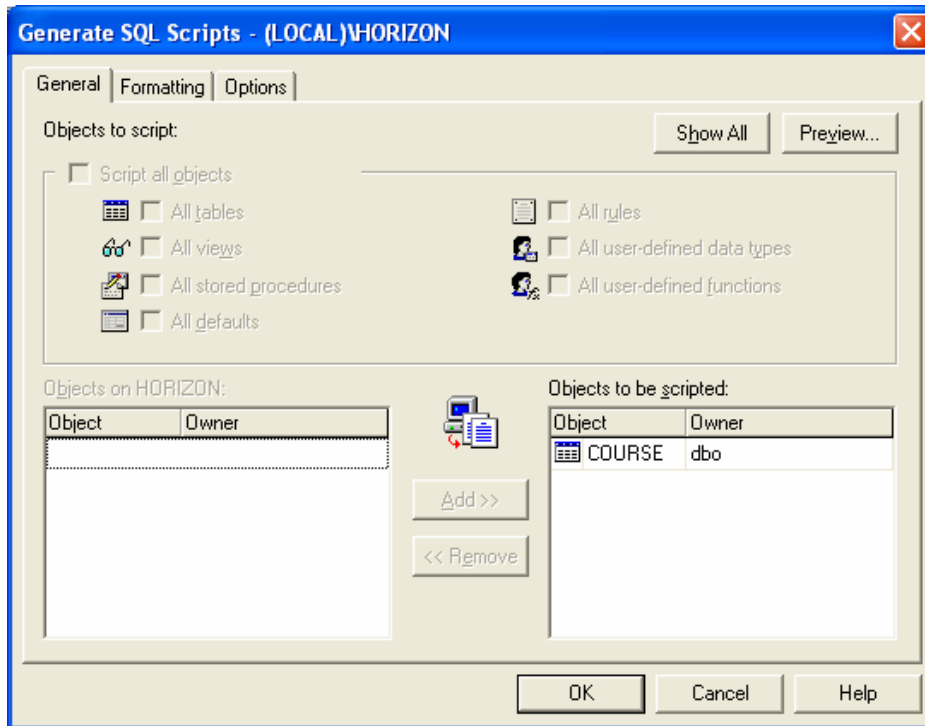 Generate SQL Scripts - (LOCAL)\HORIZON
General Formatting Options
Objects to script:
Show All Preview...
Script all objects
All tables All rules
All views All user-defined data types
All stored procedures All user-defined functions
All defaults
Objects on HORIZON: Objects to be scripted:
Object Owner Object Owner
COURSE dbo
Add >>
<< Remove
OK Cancel Help